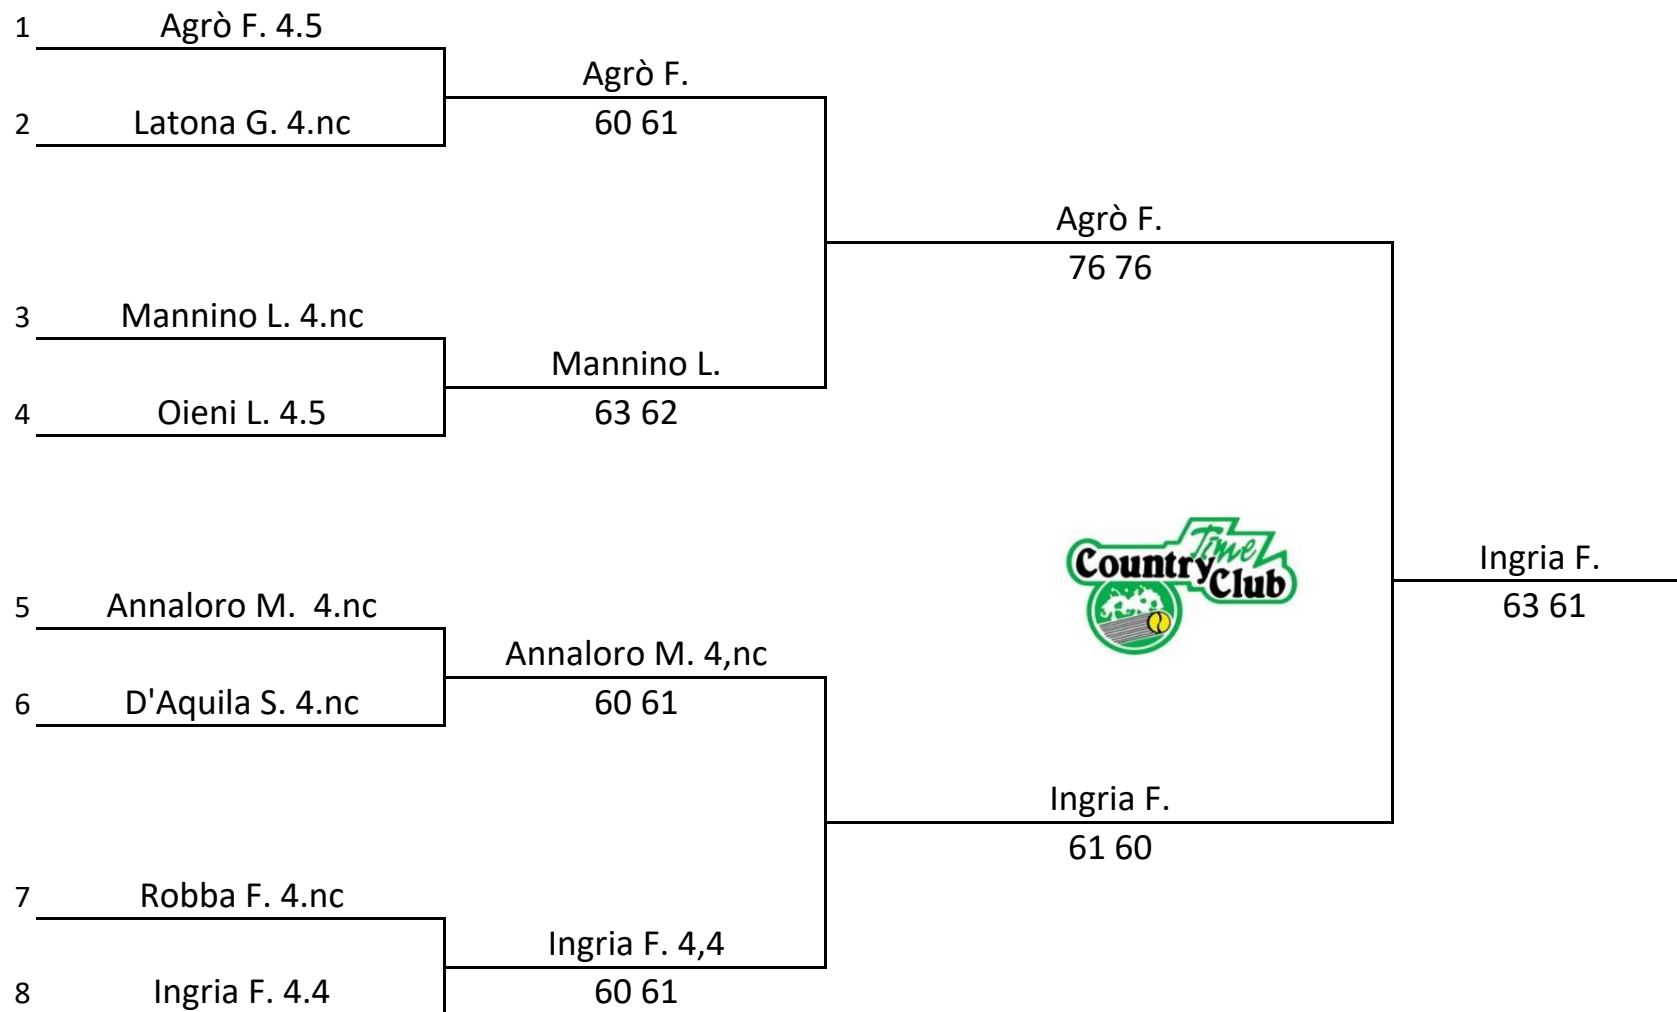 1 Agrò F. 4.5
Agrò F.
2 Latona G. 4.nc
60 61
Agrò F.
76 76
3 Mannino L. 4.nc
Mannino L.
4 Oieni L. 4.5
63 62
Time
Country
Club
Ingria F.
63 61
5 Annaloro M.  4.nc
Annaloro M. 4,nc
6 D'Aquila S. 4.nc
60 61
Ingria F.
61 60
7 Robba F. 4.nc
Ingria F. 4,4
8 Ingria F. 4.4
60 61